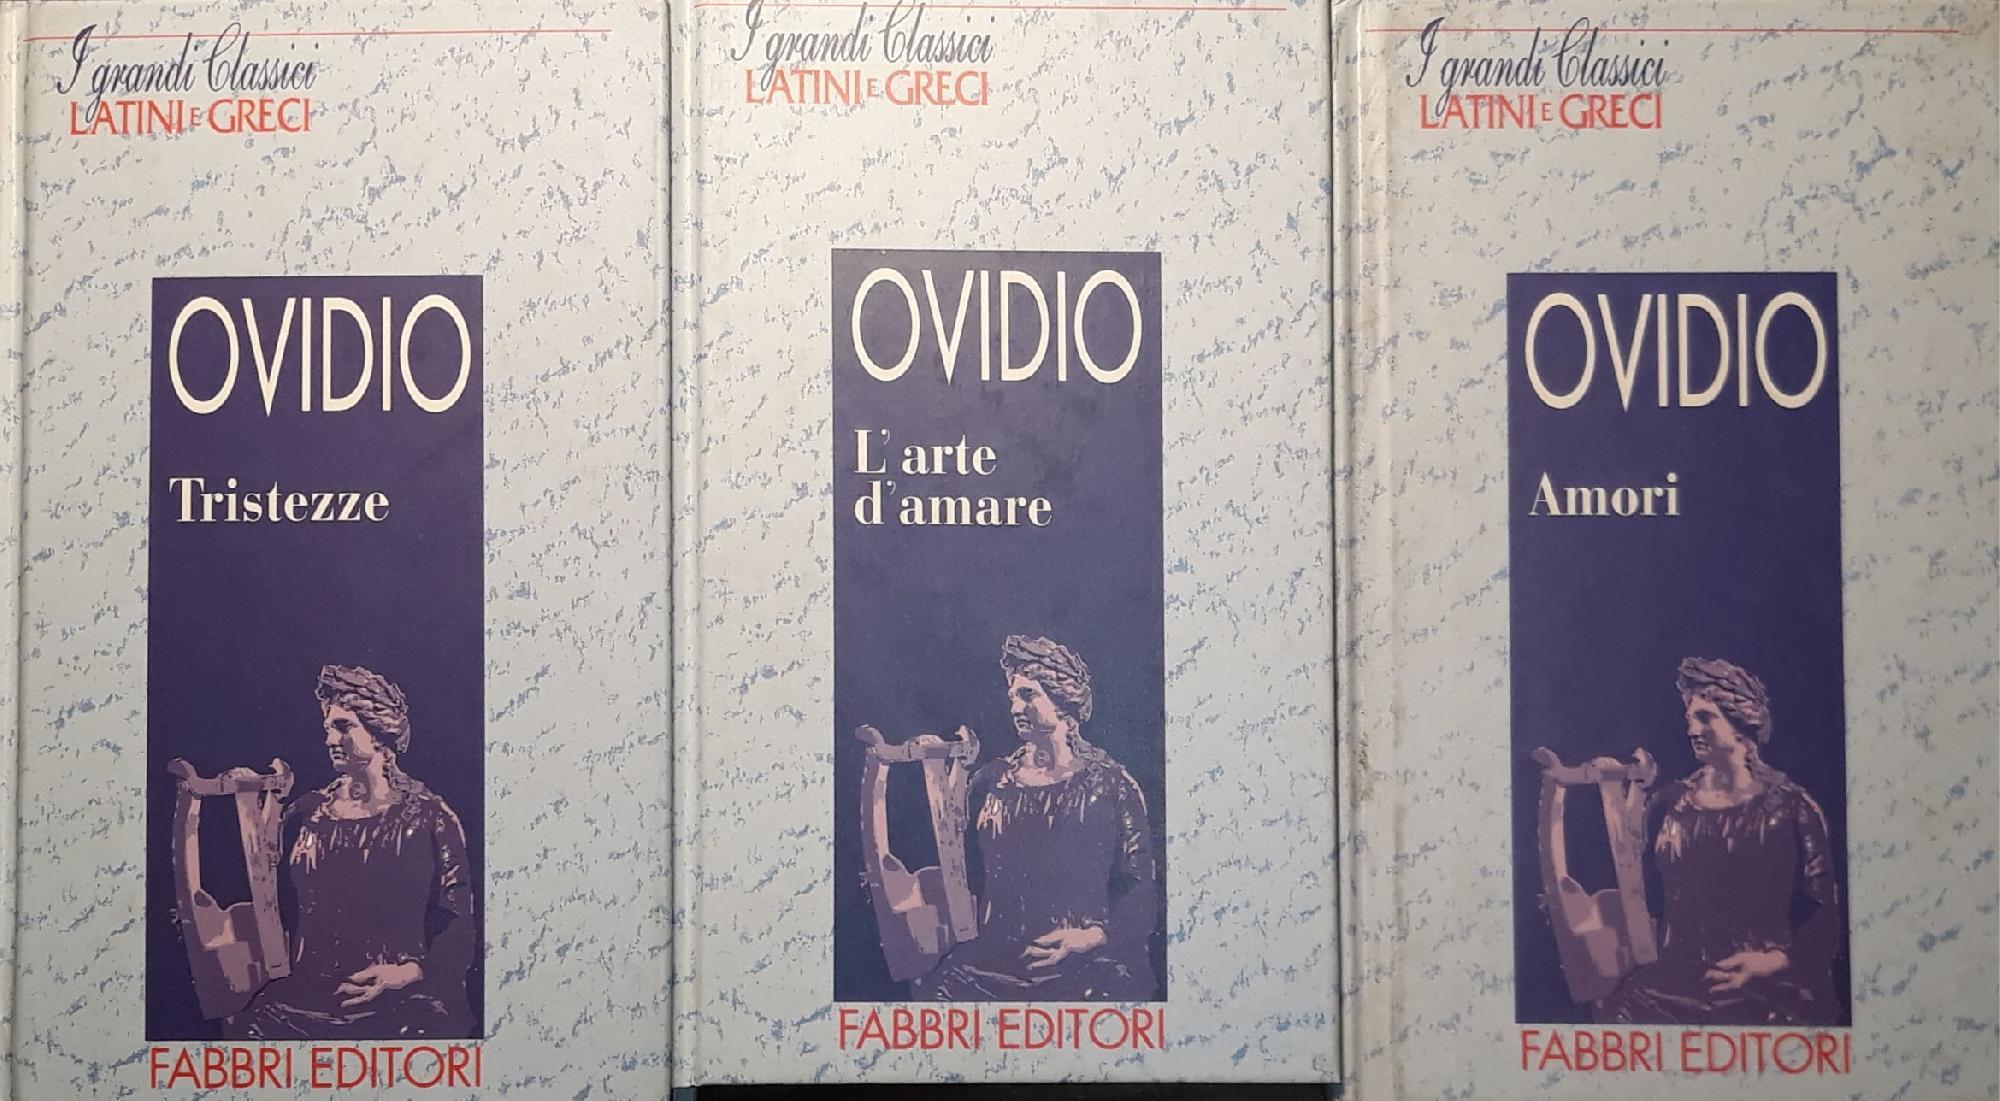 I grandi Classici
LATINI E GRECI
OVIDIO
Tristezze
FABBRI EDITORI
I grandi Classici
LATINI E GRECI
OVIDIO
L'arte
d'amare
FABBRI EDITORI
I grandi Classici
LATINI E GRECI
OVIDIO
Amori
FABBRI EDITORI